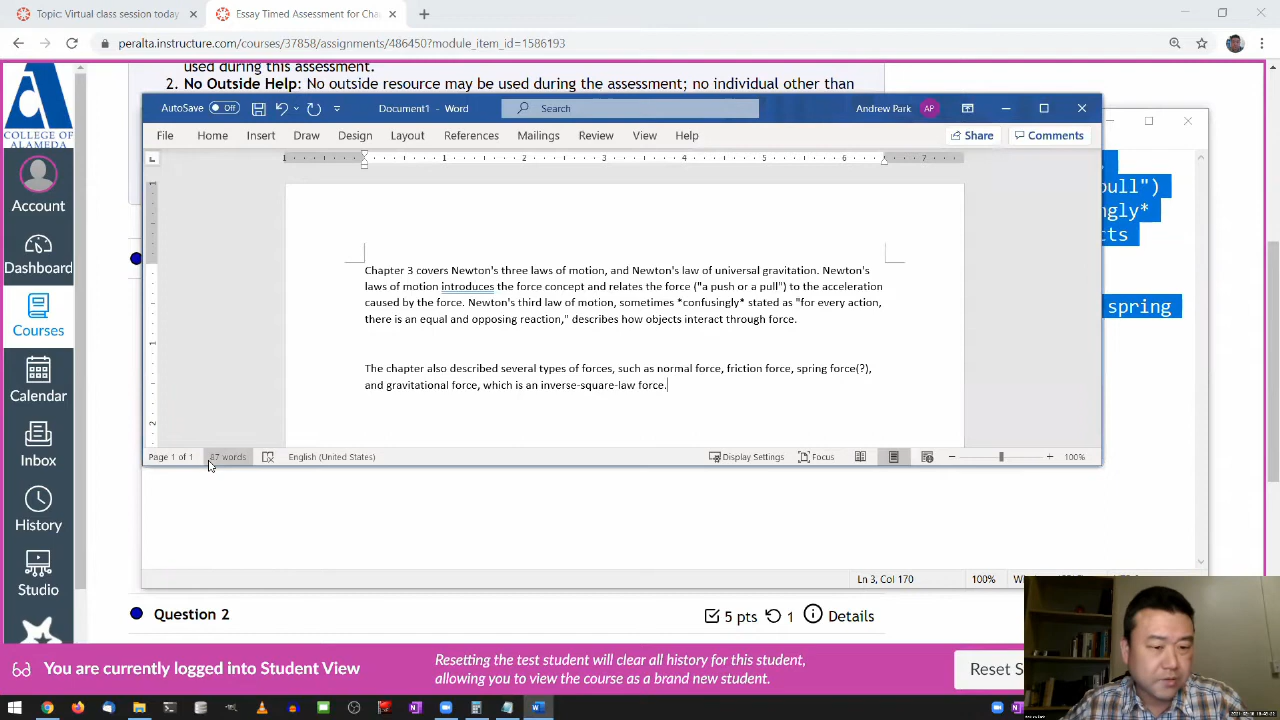 Topic: Virtual class session today
Essay Timed Assessment for Cha
peralta.instructure.com/courses/37858/assignments/486450?module_item_id=1586193
used during this assessment.
2. No Outside Help: No outside resource may be used during the assessment; no individual other than
AutoSave Off
Document1 - Word
Search
Andrew Park AP
File Home Insert Draw Design Layout References Mailings Review View Help
Share Comments
Chapter 3 covers Newton's three laws of motion, and Newton's law of universal gravitation. Newton's
laws of motion introduces the force concept and relates the force ("a push or a pull") to the acceleration
caused by the force. Newton's third law of motion, sometimes *confusingly* stated as "for every action,
there is an equal and opposing reaction," describes how objects interact through force.
The chapter also described several types of forces, such as normal force, friction force, spring force(?),
and gravitational force, which is an inverse-square-law force.
Page 1 of 1 87 words English (United States) Display Settings Focus 100%
spring
Ln 3, Col 170 100%
COLLEGE OF
ALAMEDA
Account
Dashboard
Courses
Calendar
Inbox
History
Studio
Question 2
5 pts 1 Details
You are currently logged into Student View
Resetting the test student will clear all history for this student,
allowing you to view the course as a brand new student.
Reset S